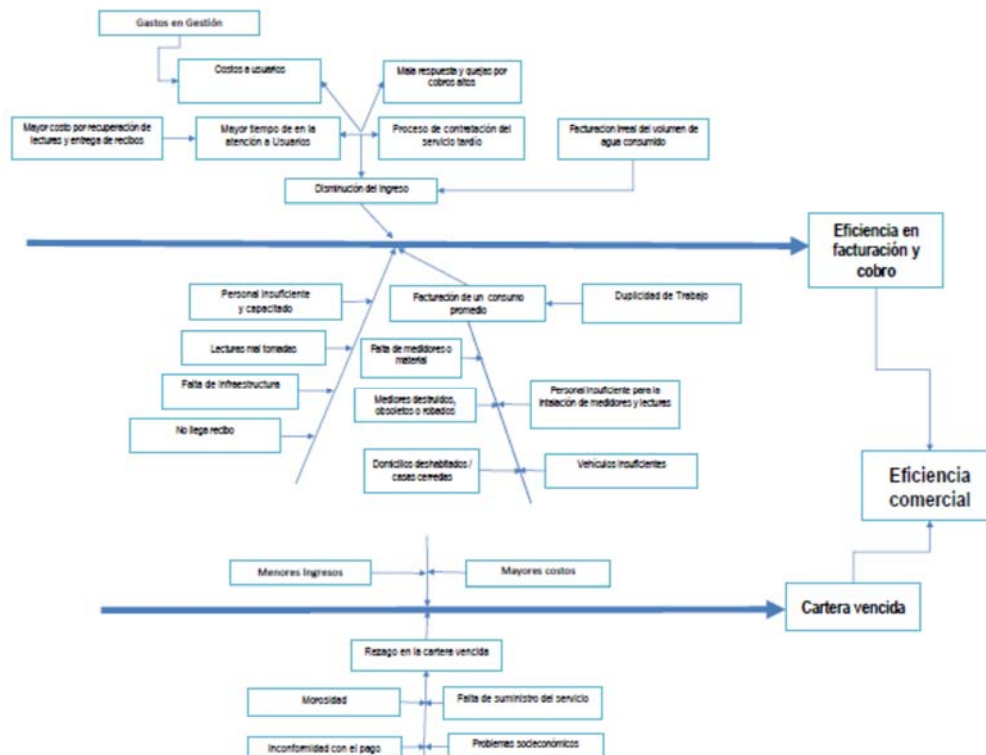 Gastos en Gestión
Costos a usuarios
Mala respuesta y quejas por
cobros altos
Mayor costo por recuperación de
lecturas y entrega de recibos
Mayor tiempo de en la
atención a Usuarios
Proceso de contratación del
servicio tardío
Facturacion irreal del volumen de
agua consumido
Disminución del Ingreso
Eficiencia en
facturación y
cobro
Personal insuficiente
y capacitado
Facturación de un consumo
promedio
Duplicidad de Trabajo
Lecturas mal tomadas
Falta de medidores o
material
Falta de Infraestructura
Mediores destruidos,
obsoletos o robados
Personal insuficiente para la
intalación de medidores y lecturas
No llega recibo
Domicilios deshabitados /
casas cerredas
Vehículos Insuficientes
Eficiencia
comercial
Menores Ingresos
Mayores costos
Cartera vencida
Rezago en la cartera vencida
Morosidad
Falta de suministro del servicio
Inconformidad con el pago
Problemas socieconómicos